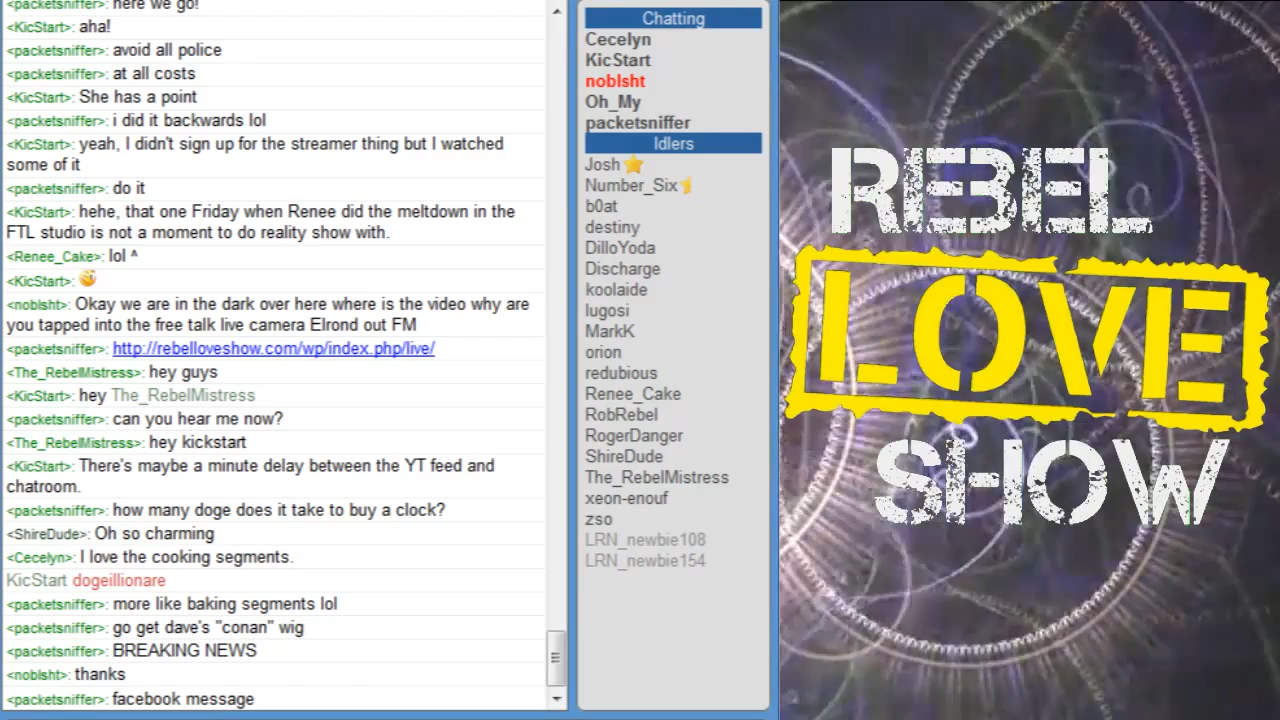 <packetsniffer>: here we go!
<KicStart>: aha!
<packetsniffer>: avoid all police
<packetsniffer>: at all costs
<KicStart>: She has a point
<packetsniffer>: i did it backwards lol
<KicStart>: yeah, I didn't sign up for the streamer thing but I watched
some of it
<packetsniffer>: do it
<KicStart>: hehe, that one Friday when Renee did the meltdown in the
FTL studio is not a moment to do reality show with.
<Renee_Cake>: lol ^
<KicStart>:
<noblsht>: Okay we are in the dark over here where is the video why are
you tapped into the free talk live camera Elrond out FM
<packetsniffer>: http://rebelloveshow.com/wp/index.php/live/
<The_RebelMistress>: hey guys
<KicStart>: hey The_RebelMistress
<packetsniffer>: can you hear me now?
<The_RebelMistress>: hey kickstart
<KicStart>: There's maybe a minute delay between the YT feed and
chatroom.
<packetsniffer>: how many doge does it take to buy a clock?
<ShireDude>: Oh so charming
<Cecelyn>: I love the cooking segments.
KicStart dogeillionare
<packetsniffer>: more like baking segments lol
<packetsniffer>: go get dave's "conan" wig
<packetsniffer>: BREAKING NEWS
<noblsht>: thanks
<packetsniffer>: facebook message
Chatting
Cecelyn
KicStart
noblsht
Oh_My
packetsniffer
Idlers
Josh
Number_Six
b0at
destiny
DilloYoda
Discharge
koolaide
lugosi
MarkK
orion
redubious
Renee_Cake
RobRebel
RogerDanger
ShireDude
The_RebelMistress
xeon-enouf
zso
LRN_newbie108
LRN_newbie154
REBEL
LOVE
SHOW